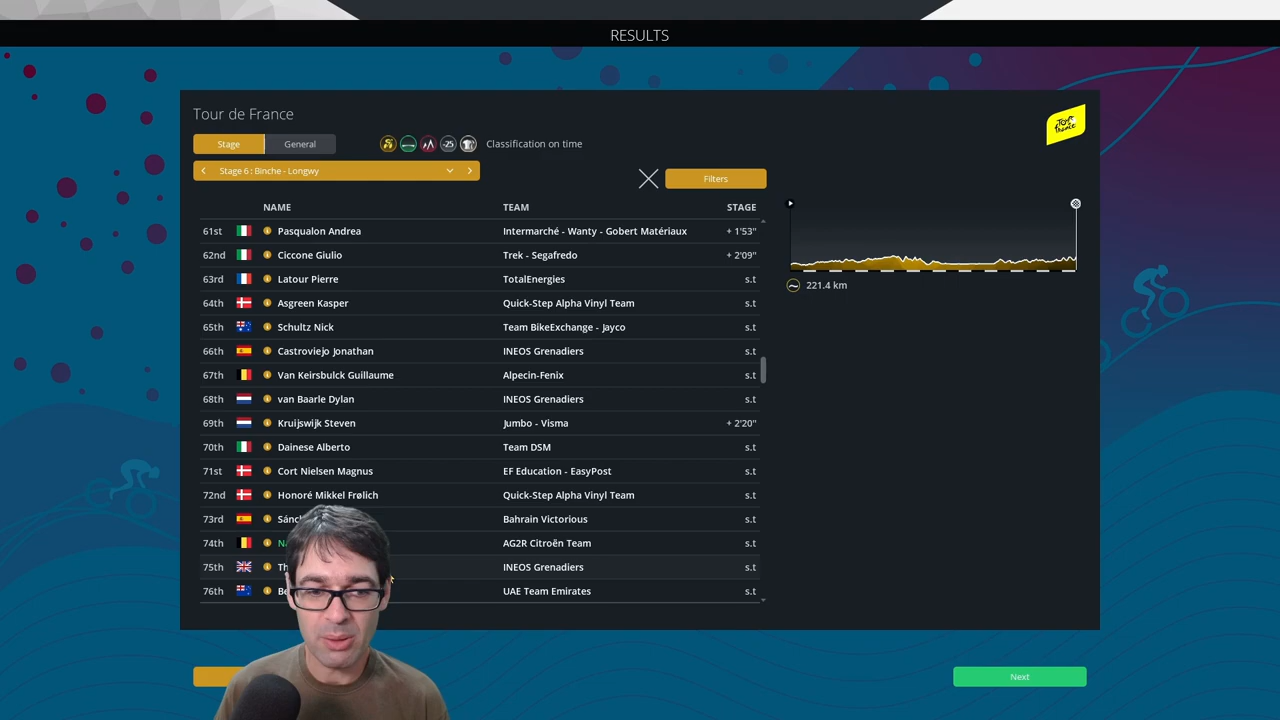 RESULTS
Tour de France
Stage General -25 Classification on time
Stage 6 : Binche - Longwy
Filters
NAME TEAM STAGE
61st Pasqualon Andrea Intermarché - Wanty - Gobert Matériaux + 1'53"
62nd Ciccone Giulio Trek - Segafredo + 2'09"
63rd Latour Pierre TotalEnergies s.t
64th Asgreen Kasper Quick-Step Alpha Vinyl Team s.t
65th Schultz Nick Team BikeExchange - Jayco s.t
66th Castroviejo Jonathan INEOS Grenadiers s.t
67th Van Keirsbulck Guillaume Alpecin-Fenix s.t
68th van Baarle Dylan INEOS Grenadiers s.t
69th Kruijswijk Steven Jumbo - Visma + 2'20"
70th Dainese Alberto Team DSM s.t
71st Cort Nielsen Magnus EF Education - EasyPost s.t
72nd Honoré Mikkel Frølich Quick-Step Alpha Vinyl Team s.t
73rd Bahrain Victorious s.t
74th AG2R Citroën Team s.t
75th INEOS Grenadiers s.t
76th UAE Team Emirates s.t
Tour de France
221.4 km
Next